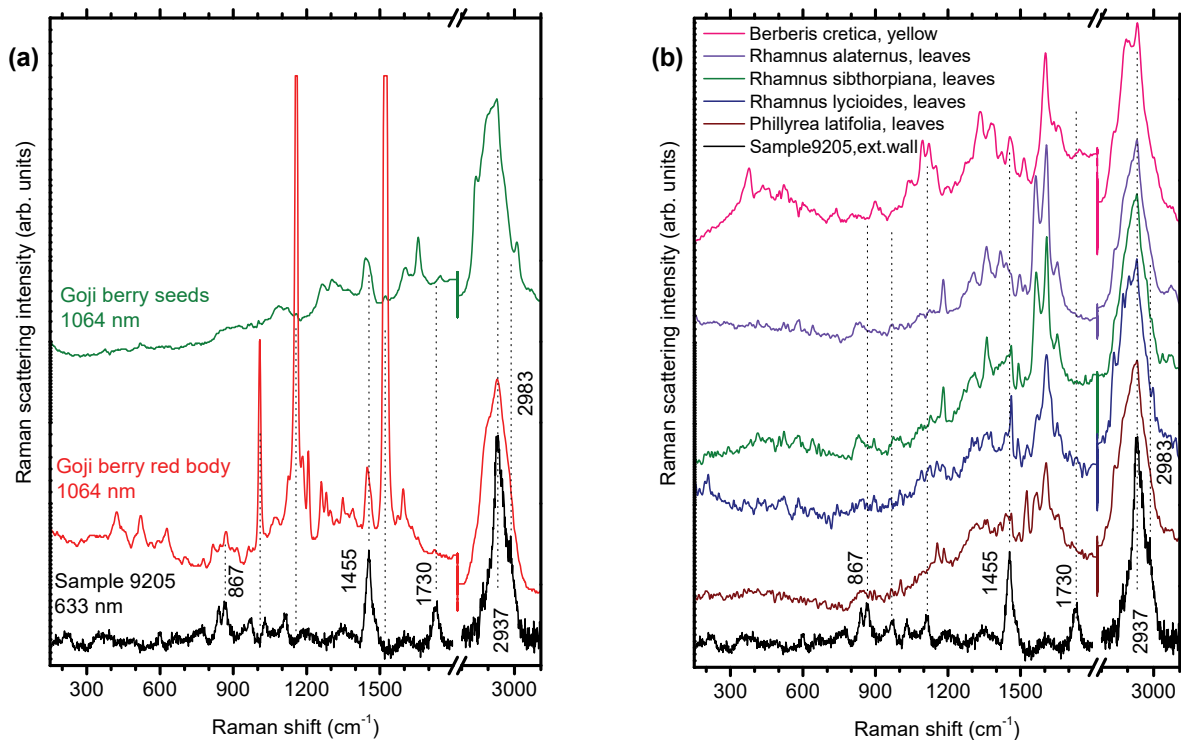 (a)
Raman scattering intensity (arb. units)
Goji berry seeds
1064 nm
Goji berry red body
1064 nm
Sample 9205
633 nm
867
1455
1730
2937
2983
300
600
900
1200
1500
3000
Raman shift (cm⁻¹)
(b)
Raman scattering intensity (arb. units)
Berberis cretica, yellow
Rhamnus alaternus, leaves
Rhamnus sibthorpiana, leaves
Rhamnus lycioides, leaves
Phillyrea latifolia, leaves
Sample9205,ext.wall
867
1455
1730
2937
2983
300
600
900
1200
1500
3000
Raman shift (cm⁻¹)